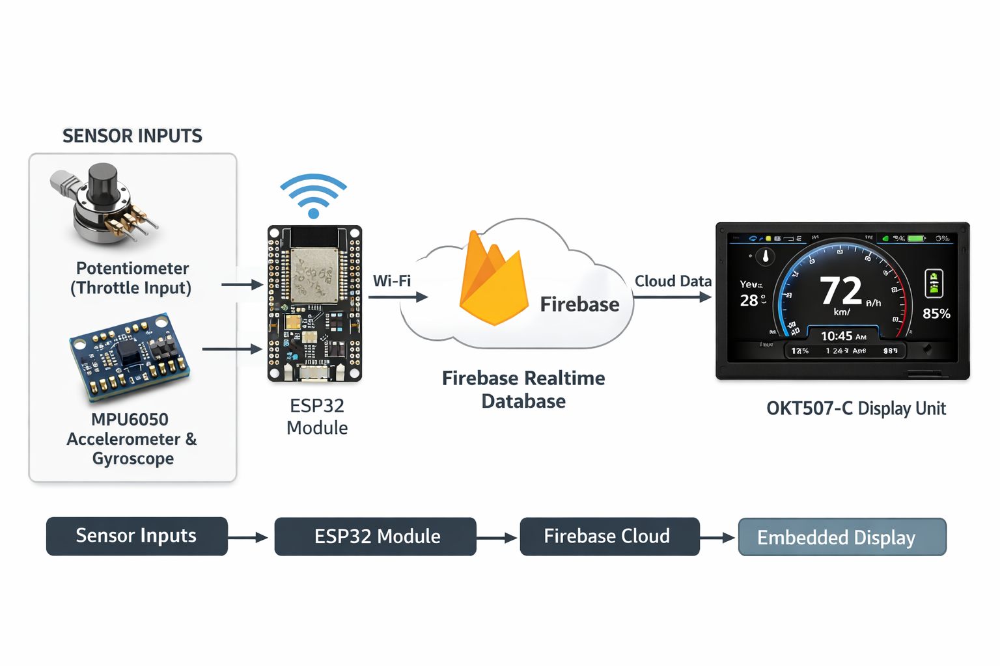 SENSOR INPUTS
Potentiometer
(Throttle Input)
MPU6050
Accelerometer &
Gyroscope
ESP32
Module
Wi-Fi
Firebase
Firebase Realtime
Database
Cloud Data
28°
72
km/
85%
10:45 AM
OKT507-C Display Unit
Sensor Inputs
ESP32 Module
Firebase Cloud
Embedded Display